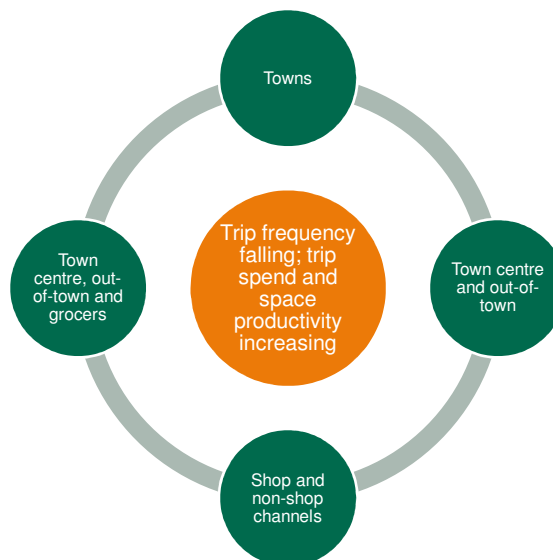 Towns
Trip frequency
falling; trip
spend and
space
productivity
increasing
Town
centre, out-
of-town and
grocers
Town centre
and out-of-
town
Shop and
non-shop
channels